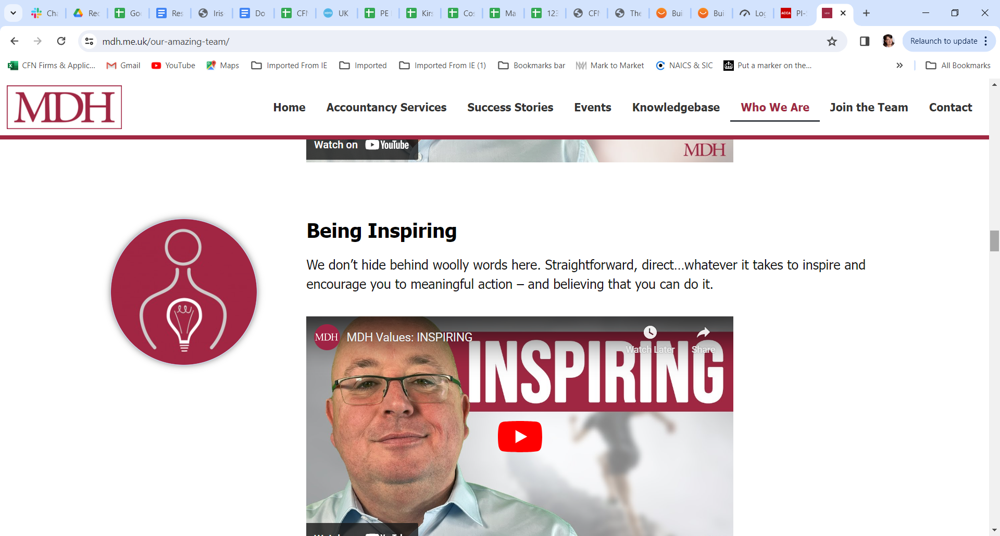 Cha
Rec
Goo
Res
Iris
Do
CFN
UK
PE
Kirs
Cos
Ma
123
CFN
The
Bui
Bui
Log
PI-
mdh.me.uk/our-amazing-team/
Relaunch to update
CFN Firms & Applic...
Gmail
YouTube
Maps
Imported From IE
Imported
Imported From IE (1)
Bookmarks bar
Mark to Market
NAICS & SIC
Put a marker on the...
All Bookmarks
MDH
Home
Accountancy Services
Success Stories
Events
Knowledgebase
Who We Are
Join the Team
Contact
Watch on YouTube
MDH
Being Inspiring
We don’t hide behind woolly words here. Straightforward, direct…whatever it takes to inspire and
encourage you to meaningful action – and believing that you can do it.
MDH
MDH Values: INSPIRING
Watch Later
Share
INSPIRING